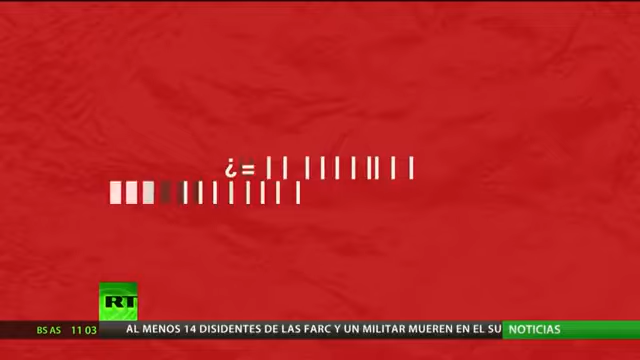 ¿=
RT
BS AS 11 03 AL MENOS 14 DISIDENTES DE LAS FARC Y UN MILITAR MUEREN EN EL SU NOTICIAS